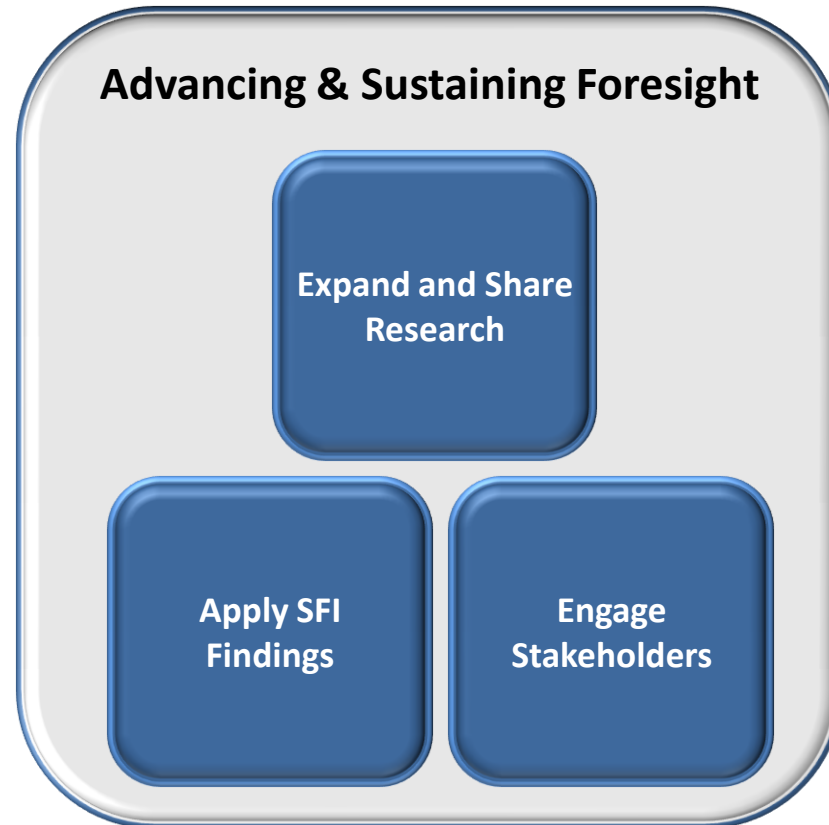 Advancing & Sustaining Foresight
Expand and Share
Research
Apply SFI
Findings
Engage
Stakeholders